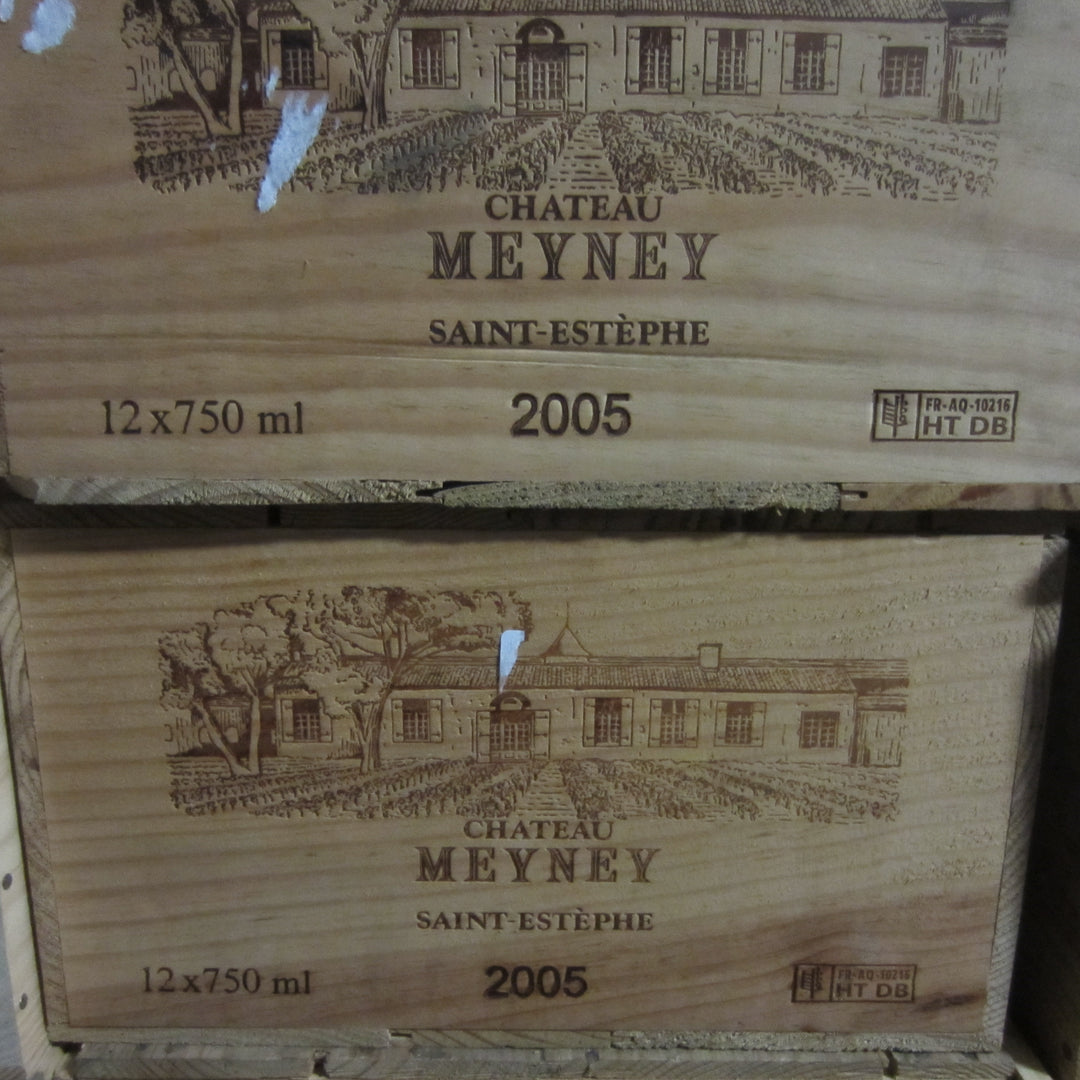 CHATEAU
MEYNEY
SAINT-ESTÈPHE
12 x 750 ml
2005
FR-AQ-10216
HT DB
CHATEAU
MEYNEY
SAINT-ESTÈPHE
12 x 750 ml
2005
FR-AQ-10216
HT DB